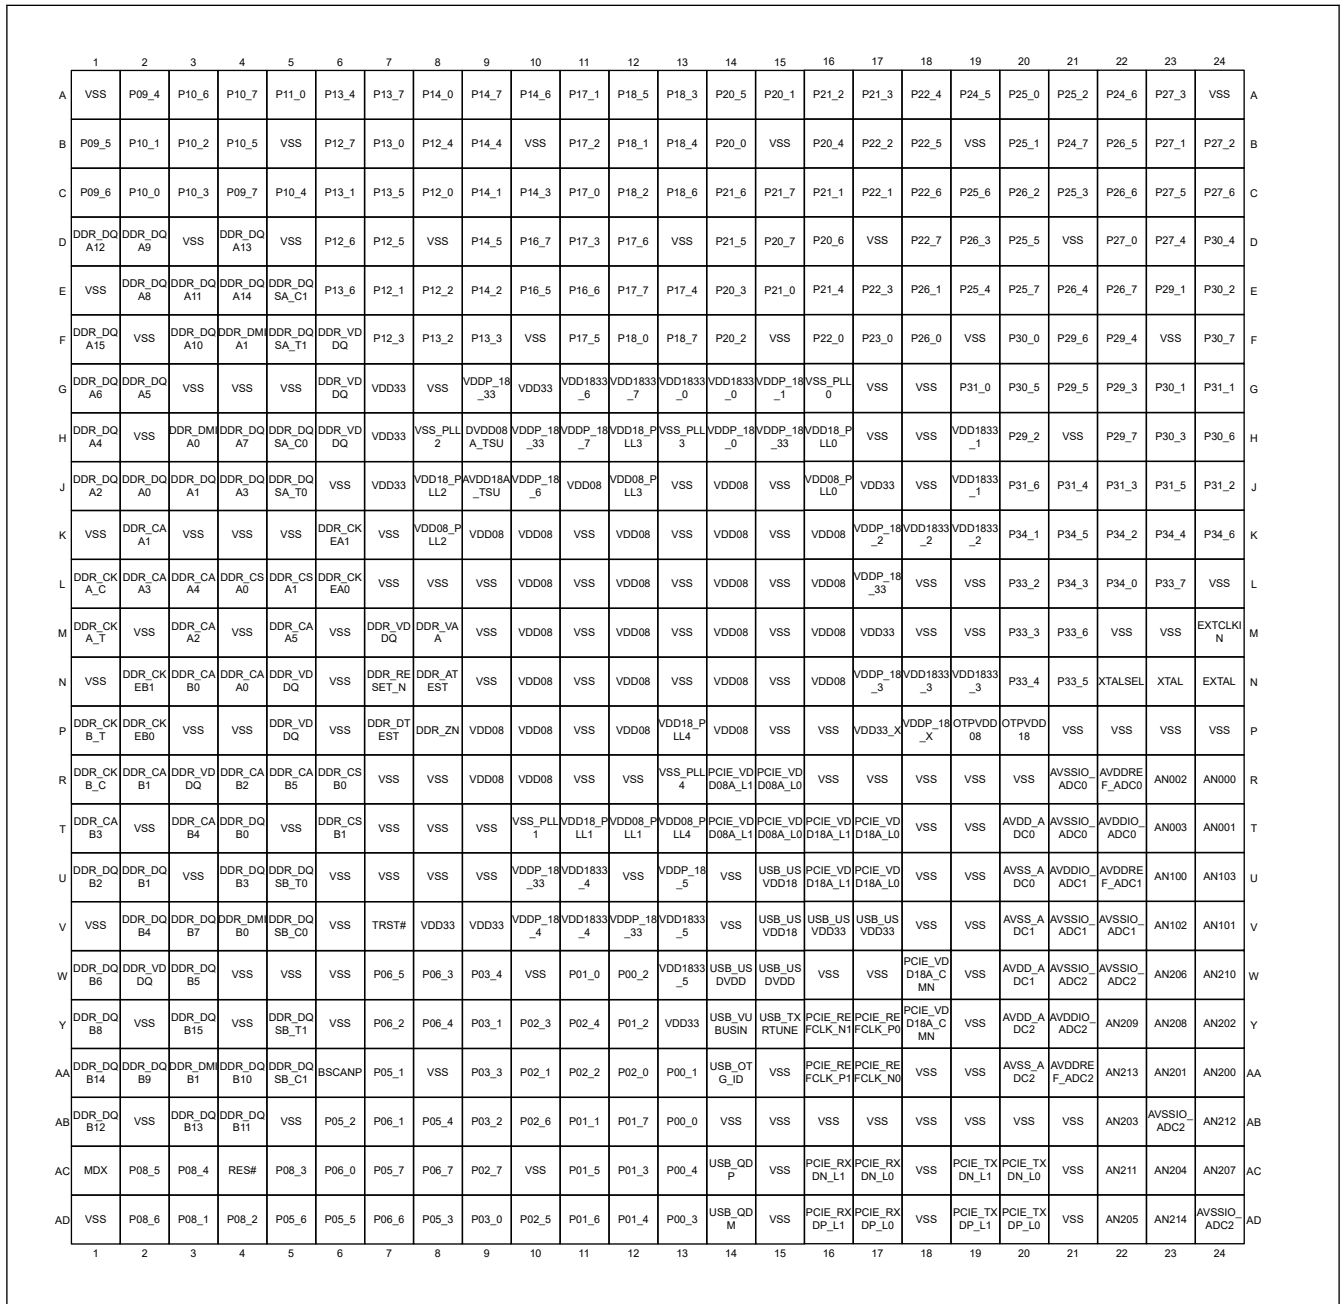 1 2 3 4 5 6 7 8 9 10 11 12 13 14 15 16 17 18 19 20 21 22 23 24
A VSS P09_4 P10_6 P10_7 P11_0 P13_4 P13_7 P14_0 P14_7 P14_6 P17_1 P18_5 P18_3 P20_5 P20_1 P21_2 P21_3 P22_4 P24_5 P25_0 P25_2 P24_6 P27_3 VSS A
B P09_5 P10_1 P10_2 P10_5 VSS P12_7 P13_0 P12_4 P14_4 VSS P17_2 P18_1 P18_4 P20_0 VSS P20_4 P22_2 P22_5 VSS P25_1 P24_7 P26_5 P27_1 P27_2 B
C P09_6 P10_0 P10_3 P09_7 P10_4 P13_1 P13_5 P12_0 P14_1 P14_3 P17_0 P18_2 P18_6 P21_6 P21_7 P21_1 P22_1 P22_6 P25_6 P26_2 P25_3 P26_6 P27_5 P27_6 C
D DDR_DQA12 DDR_DQA9 VSS DDR_DQA13 VSS P12_6 P12_5 VSS P14_5 P16_7 P17_3 P17_6 VSS P21_5 P20_7 P20_6 VSS P22_7 P26_3 P25_5 VSS P27_0 P27_4 P30_4 D
E VSS DDR_DQA8 DDR_DQA11 DDR_DQA14 DDR_DQSA_C1 P13_6 P12_1 P12_2 P14_2 P16_5 P16_6 P17_7 P17_4 P20_3 P21_0 P21_4 P22_3 P26_1 P25_4 P25_7 P26_4 P26_7 P29_1 P30_2 E
F DDR_DQA15 VSS DDR_DQA10 DDR_DMIA1 DDR_DQSA_T1 DDR_VDDQ P12_3 P13_2 P13_3 VSS P17_5 P18_0 P18_7 P20_2 VSS P22_0 P23_0 P26_0 VSS P30_0 P29_6 P29_4 VSS P30_7 F
G DDR_DQA6 DDR_DQA5 VSS VSS VSS DDR_VDDQ VDD33 VSS VDDP_18_33 VDD33 VDD1833_6 VDD1833_7 VDD1833_0 VDD1833_0 VDDP_18_1 VSS_PLL0 VSS VSS P31_0 P30_5 P29_5 P29_3 P30_1 P31_1 G
H DDR_DQA4 VSS DDR_DMIA0 DDR_DQA7 DDR_DQSA_C0 DDR_VDDQ VDD33 VSS_PLL2 DVDD08A_TSU VDDP_18_33 VDDP_18_7 VDD18_PLL3 VSS_PLL3 VDDP_18_0 VDDP_18_33 VDD18_PLL0 VSS VSS VDD1833_1 P29_2 VSS P29_7 P30_3 P30_6 H
J DDR_DQA2 DDR_DQA0 DDR_DQA1 DDR_DQA3 DDR_DQSA_T0 VSS VDD33 VDD18_PLL2 AVDD18A_TSU VDDP_18_6 VDD08 VDD08_PLL3 VSS VDD08 VSS VDD08_PLL0 VDD33 VSS VDD1833_1 P31_6 P31_4 P31_3 P31_5 P31_2 J
K VSS DDR_CAA1 VSS VSS VSS DDR_CKEA1 VSS VDD08_PLL2 VDD08 VDD08 VSS VDD08 VSS VDD08 VSS VDD08 VDDP_18_2 VDD1833_2 VDD1833_2 P34_1 P34_5 P34_2 P34_4 P34_6 K
L DDR_CKA_C DDR_CAA3 DDR_CAA4 DDR_CSA0 DDR_CSA1 DDR_CKEA0 VSS VSS VSS VDD08 VSS VDD08 VSS VDD08 VSS VDD08 VDDP_18_33 VSS VSS P33_2 P34_3 P34_0 P33_7 VSS L
M DDR_CKA_T VSS DDR_CAA2 VSS DDR_CAA5 VSS DDR_VDDQ DDR_VAA VSS VDD08 VSS VDD08 VSS VDD08 VSS VDD08 VDD33 VSS VSS P33_3 P33_6 VSS VSS EXTCLKIN M
N VSS DDR_CKEB1 DDR_CAB0 DDR_CAA0 DDR_VDDQ VSS DDR_RESET_N DDR_ATEST VSS VDD08 VSS VDD08 VSS VDD08 VSS VDD08 VDDP_18_3 VDD1833_3 VDD1833_3 P33_4 P33_5 XTALSEL XTAL EXTAL N
P DDR_CKB_T DDR_CKEB0 VSS VSS DDR_VDDQ VSS DDR_DTEST DDR_ZN VDD08 VDD08 VSS VDD08 VDD18_PLL4 VDD08 VSS VSS VDD33_X VDDP_18_X OTPVDD08 OTPVDD18 VSS VSS VSS VSS P
R DDR_CKB_C DDR_CAB1 DDR_VDDQ DDR_CAB2 DDR_CAB5 DDR_CSB0 VSS VSS VDD08 VDD08 VSS VSS VSS_PLL4 PCIE_VDD08A_L1 PCIE_VDD08A_L0 VSS VSS VSS VSS VSS AVSSIO_ADC0 AVDDREF_ADC0 AN002 AN000 R
T DDR_CAB3 VSS DDR_CAB4 DDR_DQB0 VSS DDR_CSB1 VSS VSS VSS VSS_PLL1 VDD18_PLL1 VDD08_PLL1 VDD08_PLL4 PCIE_VDD08A_L1 PCIE_VDD08A_L0 PCIE_VDD18A_L1 PCIE_VDD18A_L0 VSS VSS AVDD_ADC0 AVSSIO_ADC0 AVDDIO_ADC0 AN003 AN001 T
U DDR_DQB2 DDR_DQB1 VSS DDR_DQB3 DDR_DQSB_T0 VSS VSS VSS VSS VDDP_18_33 VDD1833_4 VSS VDDP_18_5 VSS USB_USVDD18 PCIE_VDD18A_L1 PCIE_VDD18A_L0 VSS VSS AVSS_ADC0 AVDDIO_ADC1 AVDDREF_ADC1 AN100 AN103 U
V VSS DDR_DQB4 DDR_DQB7 DDR_DMIB0 DDR_DQSB_C0 VSS TRST# VDD33 VDD33 VDDP_18_4 VDD1833_4 VDDP_18_33 VDD1833_5 VSS USB_USVDD18 USB_USVDD33 USB_USVDD33 VSS VSS AVSS_ADC1 AVSSIO_ADC1 AVSSIO_ADC1 AN102 AN101 V
W DDR_DQB6 DDR_VDDQ DDR_DQB5 VSS VSS VSS P06_5 P06_3 P03_4 VSS P01_0 P00_2 VDD1833_5 USB_USDVDD USB_USDVDD VSS VSS PCIE_VDD18A_CMN VSS AVDD_ADC1 AVSSIO_ADC2 AVSSIO_ADC2 AN206 AN210 W
Y DDR_DQB8 VSS DDR_DQB15 VSS DDR_DQSB_T1 VSS P06_2 P06_4 P03_1 P02_3 P02_4 P01_2 VDD33 USB_VUBUSIN USB_TXRTUNE PCIE_REFCLK_N1 PCIE_REFCLK_P0 PCIE_VDD18A_CMN VSS AVDD_ADC2 AVDDIO_ADC2 AN209 AN208 AN202 Y
AA DDR_DQB14 DDR_DQB9 DDR_DMIB1 DDR_DQB10 DDR_DQSB_C1 BSCANP P05_1 VSS P03_3 P02_1 P02_2 P02_0 P00_1 USB_OTG_ID VSS PCIE_REFCLK_P1 PCIE_REFCLK_N0 VSS VSS AVSS_ADC2 AVDDREF_ADC2 AN213 AN201 AN200 AA
AB DDR_DQB12 VSS DDR_DQB13 DDR_DQB11 VSS P05_2 P06_1 P05_4 P03_2 P02_6 P01_1 P01_7 P00_0 VSS VSS VSS VSS VSS VSS VSS VSS AN203 AVSSIO_ADC2 AN212 AB
AC MDX P08_5 P08_4 RES# P08_3 P06_0 P05_7 P06_7 P02_7 VSS P01_5 P01_3 P00_4 USB_QDP VSS PCIE_RXDN_L1 PCIE_RXDN_L0 VSS PCIE_TXDN_L1 PCIE_TXDN_L0 VSS AN211 AN204 AN207 AC
AD VSS P08_6 P08_1 P08_2 P05_6 P05_5 P06_6 P05_3 P03_0 P02_5 P01_6 P01_4 P00_3 USB_QDM VSS PCIE_RXDP_L1 PCIE_RXDP_L0 VSS PCIE_TXDP_L1 PCIE_TXDP_L0 VSS AN205 AN214 AVSSIO_ADC2 AD
1 2 3 4 5 6 7 8 9 10 11 12 13 14 15 16 17 18 19 20 21 22 23 24